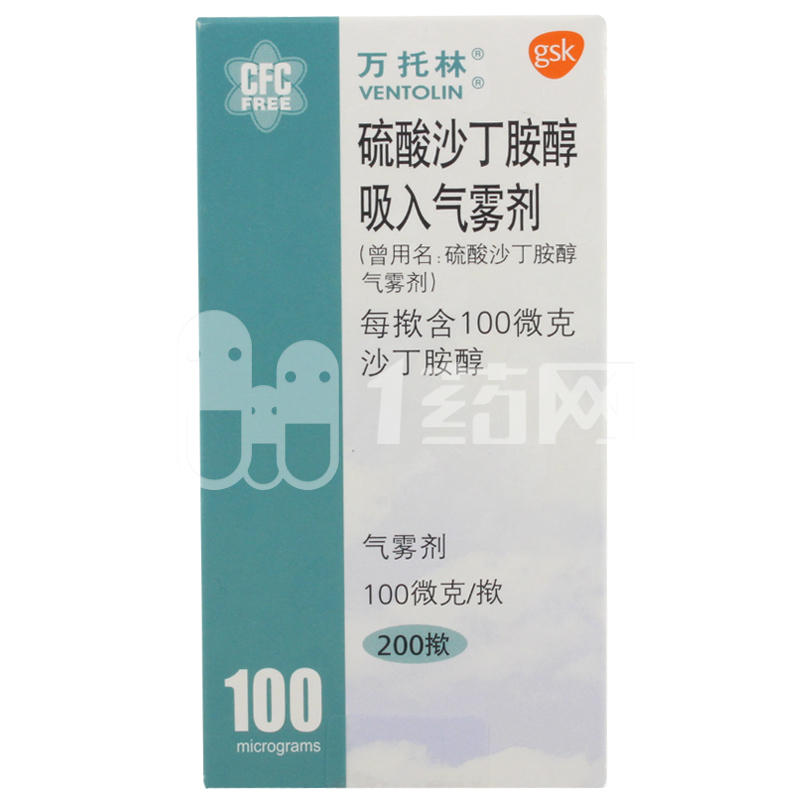 CFC
FREE
万托林®
VENTOLIN®
gsk
硫酸沙丁胺醇
吸入气雾剂
(曾用名:硫酸沙丁胺醇
气雾剂)
每揿含100微克
沙丁胺醇
1药网
气雾剂
100微克/揿
200揿
100
micrograms